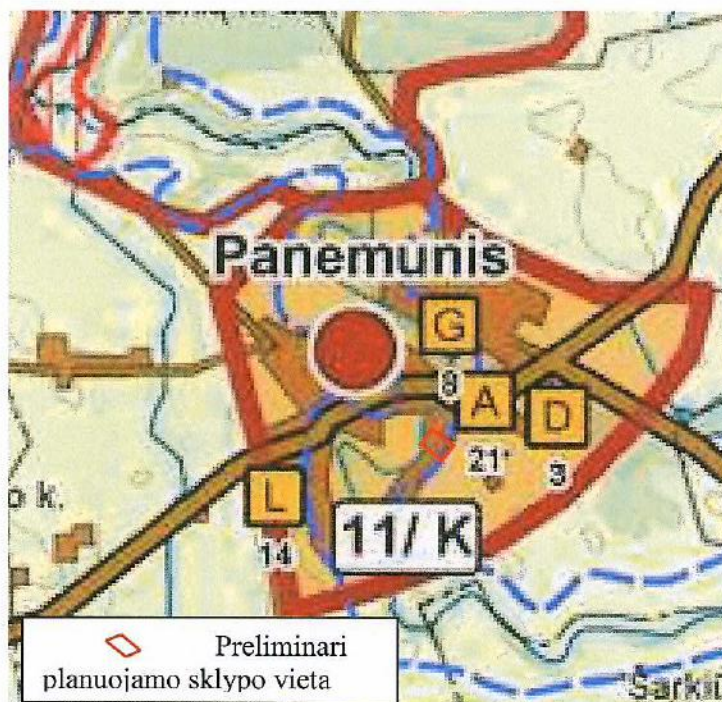 Panemunis
G
8
A
21*
D
3
L
14
11/ K
o k.
Preliminari
planuojamo sklypo vieta